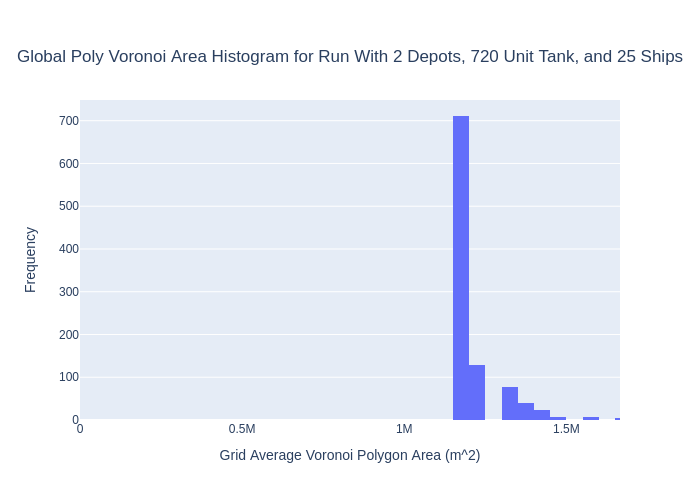 Global Poly Voronoi Area Histogram for Run With 2 Depots, 720 Unit Tank, and 25 Ships
700
600
500
400
300
200
100
0
Frequency
0 0.5M 1M 1.5M
Grid Average Voronoi Polygon Area (m^2)